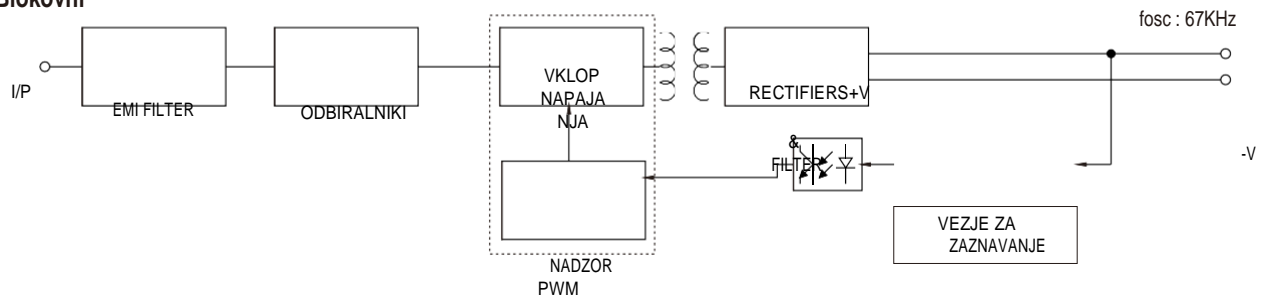 Blokovni
fosc : 67KHz
I/P
EMI FILTER
ODBIRALNIKI
VKLOP
NAPAJA
NJA
RECTIFIERS+V
&
FILTER
-V
VEZJE ZA
ZAZNAVANJE
NADZOR
PWM